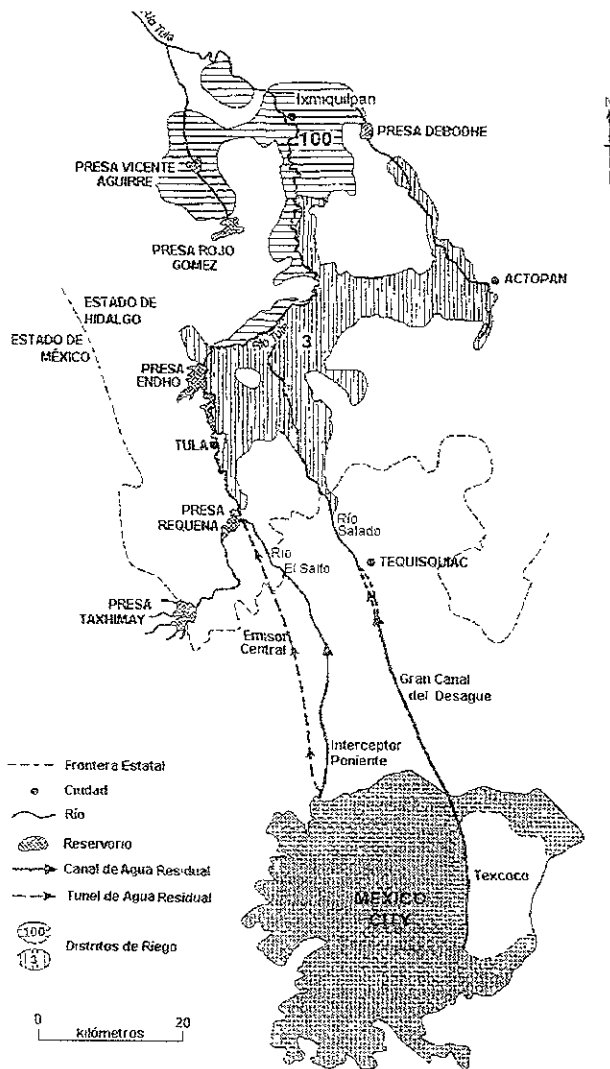 Río Tula
Ixmiquilpan
PRESA DEBODHE
100
PRESA VICENTE
AGUIRRE
PRESA ROJO
GOMEZ
ACTOPAN
ESTADO DE
HIDALGO
ESTADO DE
MÉXICO
Río Tula
3
PRESA
ENDHO
TULA
PRESA
REQUENA
Río
Salado
Río
El Salto
TEQUISQUIAC
PRESA
TAXHIMAY
Emisor
Central
Gran Canal
del Desague
Interceptor
Poniente
Texcoco
MEXICO
CITY
Frontera Estatal
Ciudad
Río
Reservorio
Canal de Agua Residual
Tunel de Agua Residual
100
3
Distritos de Riego
0 20
kilómetros